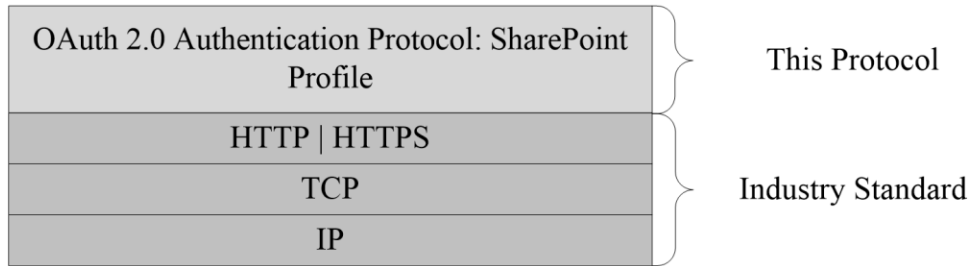 OAuth 2.0 Authentication Protocol: SharePoint
Profile
This Protocol
HTTP | HTTPS
TCP
Industry Standard
IP